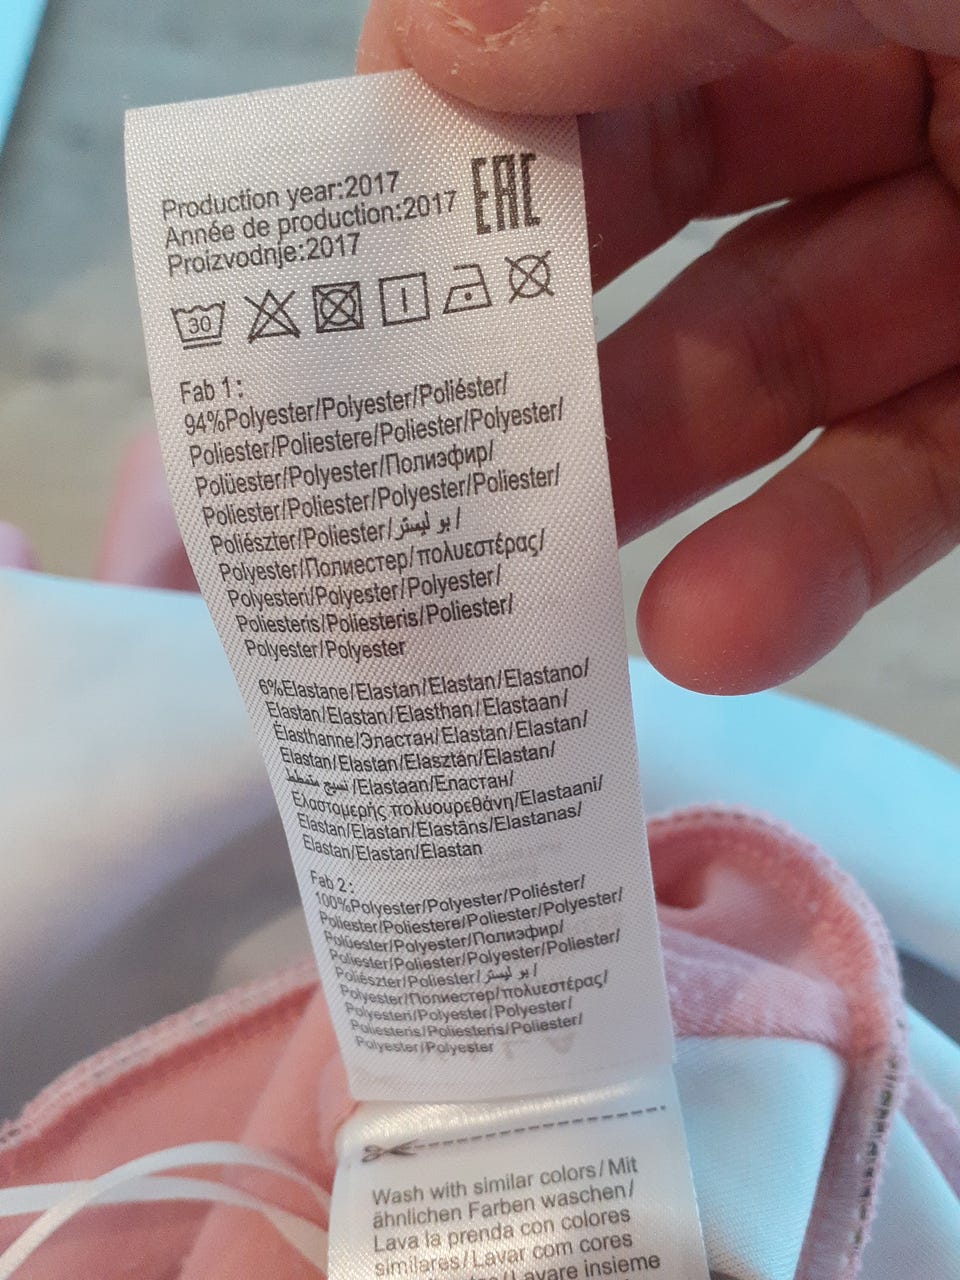 Production year:2017
Année de production:2017
Proizvodnje:2017
EAC
30
Fab 1:
94%Polyester/Polyester/Poliéster/
Poliester/Poliestere/Poliester/Polyester/
Polüester/Polyester/Полиэфир/
Poliester/Poliester/Polyester/Poliester/
Poliészter/Poliester/بو ليستر/
Polyester/Полиестер/πολυεστέρας/
Polyesteri/Polyester/Polyester/
Poliesteris/Poliesteris/Poliester/
Polyester/Polyester
6%Elastane/Elastan/Elastan/Elastano/
Elastan/Elastan/Elasthan/Elastaan/
Élasthanne/Эластан/Elastan/Elastan/
Elastan/Elastan/Elasztán/Elastan/
نسيج متمطط/Elastaan/Еластан/
Ελαστομερής πολυουρεθάνη/Elastaani/
Elastan/Elastan/Elastāns/Elastanas/
Elastan/Elastan/Elastan
Fab 2:
100%Polyester/Polyester/Poliéster/
Poliester/Poliestere/Poliester/Polyester/
Polüester/Polyester/Полиэфир/
Poliester/Poliester/Polyester/Poliester/
Poliészter/Poliester/بو ليستر/
Polyester/Полиестер/πολυεστέρας/
Polyesteri/Polyester/Polyester/
Poliesteris/Poliesteris/Poliester/
Polyester/Polyester
Wash with similar colors/Mit
ähnlichen Farben waschen/
Lava la prenda con colores
similares/Lavar com cores
/Lavare insieme